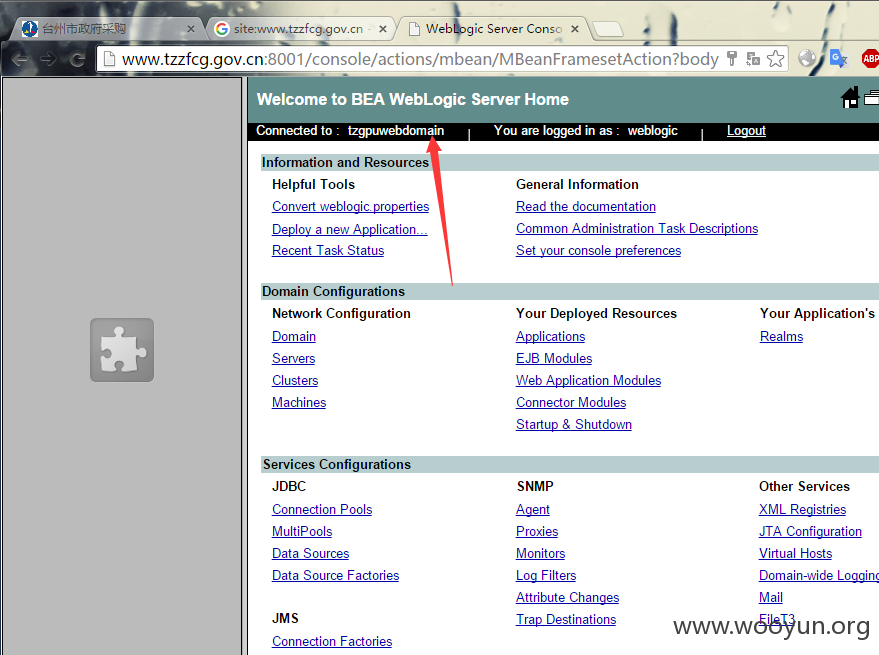 台州市政府采购 × site:www.tzzfcg.gov.cn - × WebLogic Server Conso ×
www.tzzfcg.gov.cn:8001/console/actions/mbean/MBeanFramesetAction?body ABP
Welcome to BEA WebLogic Server Home
Connected to : tzgpuwebdomain | You are logged in as : weblogic | Logout
Information and Resources
Helpful Tools General Information
Convert weblogic.properties Read the documentation
Deploy a new Application... Common Administration Task Descriptions
Recent Task Status Set your console preferences
Domain Configurations
Network Configuration Your Deployed Resources Your Application's
Domain Applications Realms
Servers EJB Modules
Clusters Web Application Modules
Machines Connector Modules
Startup & Shutdown
Services Configurations
JDBC SNMP Other Services
Connection Pools Agent XML Registries
MultiPools Proxies JTA Configuration
Data Sources Monitors Virtual Hosts
Data Source Factories Log Filters Domain-wide Logging
Attribute Changes Mail
JMS Trap Destinations FileT3
Connection Factories
www.wooyun.org